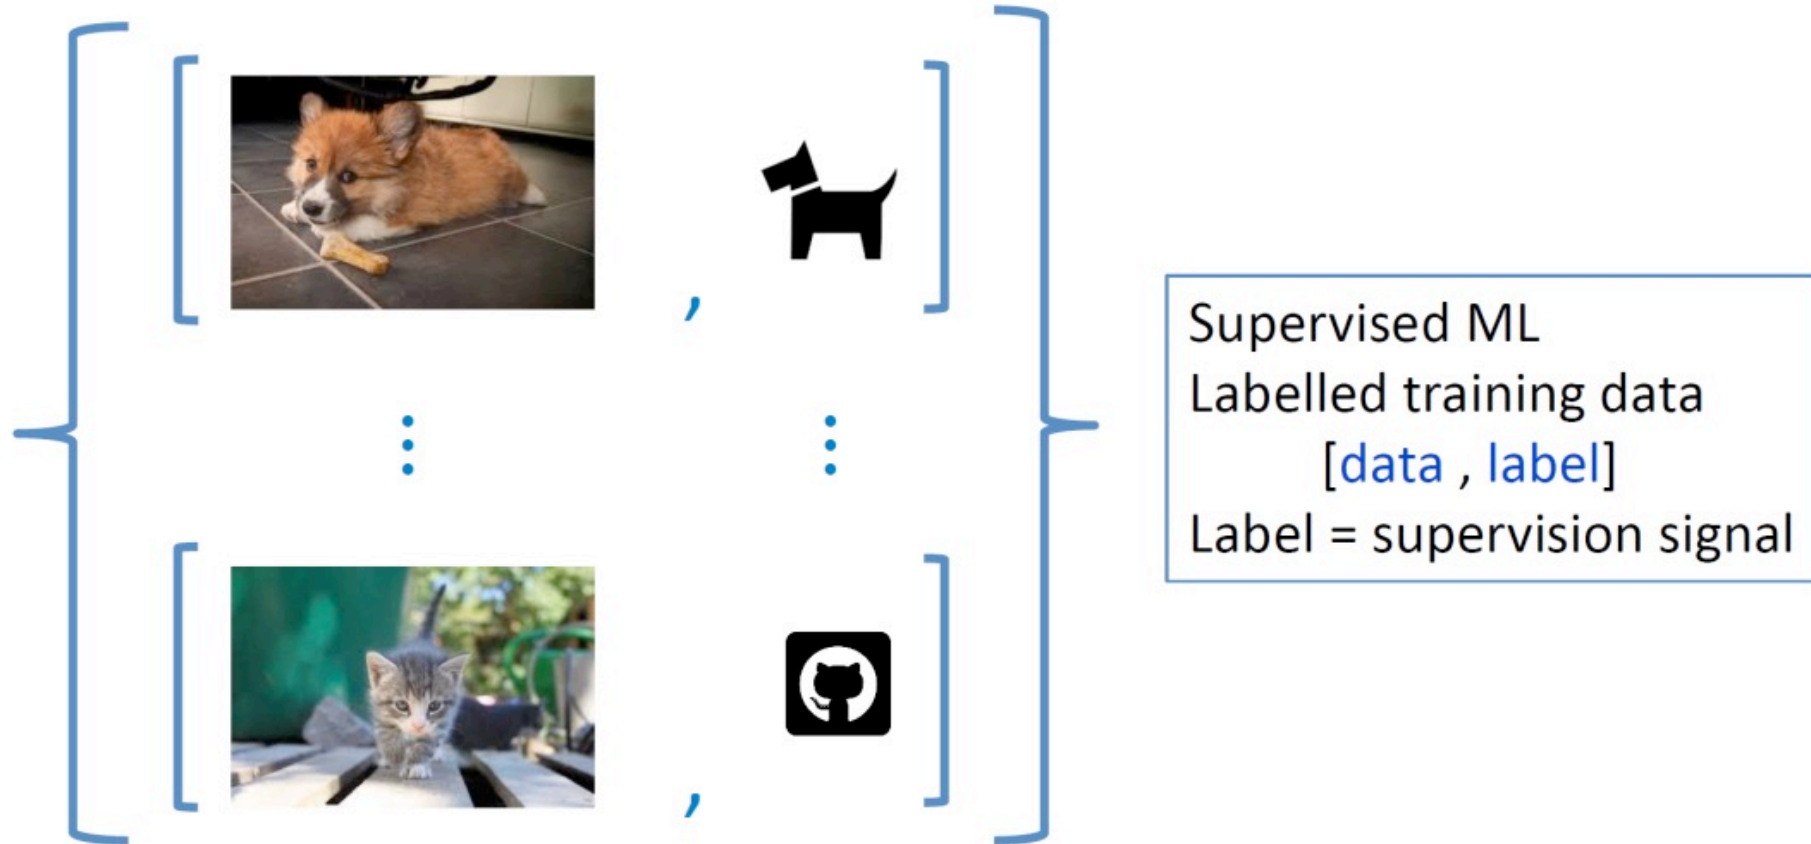 ,
Supervised ML
Labelled training data
[data , label]
Label = supervision signal
,